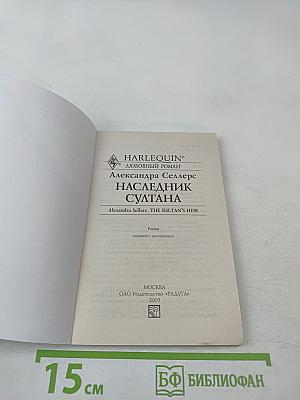 HARLEQUIN®
ЛЮБОВНЫЙ РОМАН
Александра Селлерс
НАСЛЕДНИК
СУЛТАНА
Alexandra Sellers THE SULTAN'S HEIR
Роман
перевод с английского
МОСКВА
ОАО Издательство «РАДУГА»
2003
15 см
БФ БИБЛИОФАН